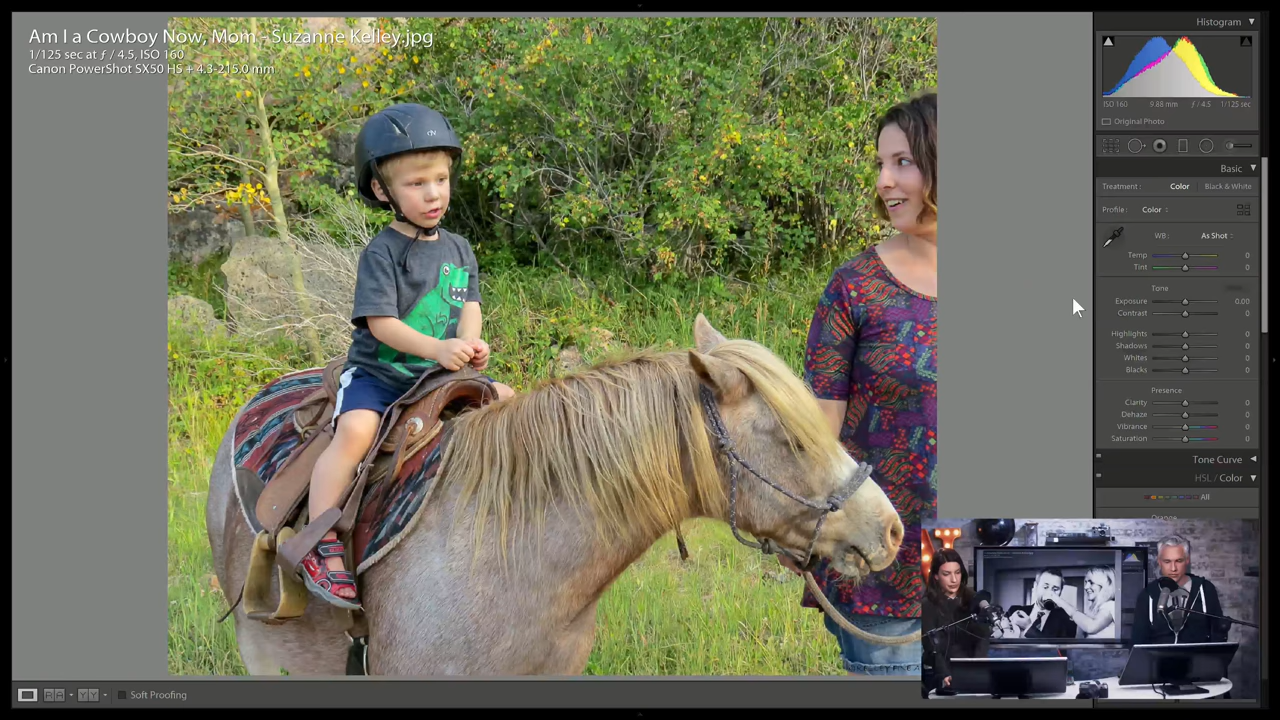 Am I a Cowboy Now, Mom - Suzanne Kelley.jpg
1/125 sec at ƒ / 4.5, ISO 160
Canon PowerShot SX50 HS + 4.3-215.0 mm
Histogram
ISO 160 9.88 mm ƒ / 4.5 1/125 sec
Original Photo
Basic
Treatment : Color Black & White
Profile : Color
WB : As Shot
Temp 0
Tint 0
Tone
Exposure 0.00
Contrast 0
Highlights 0
Shadows 0
Whites 0
Blacks 0
Presence
Clarity 0
Dehaze 0
Vibrance 0
Saturation 0
Tone Curve
HSL / Color
All
Orange
Soft Proofing